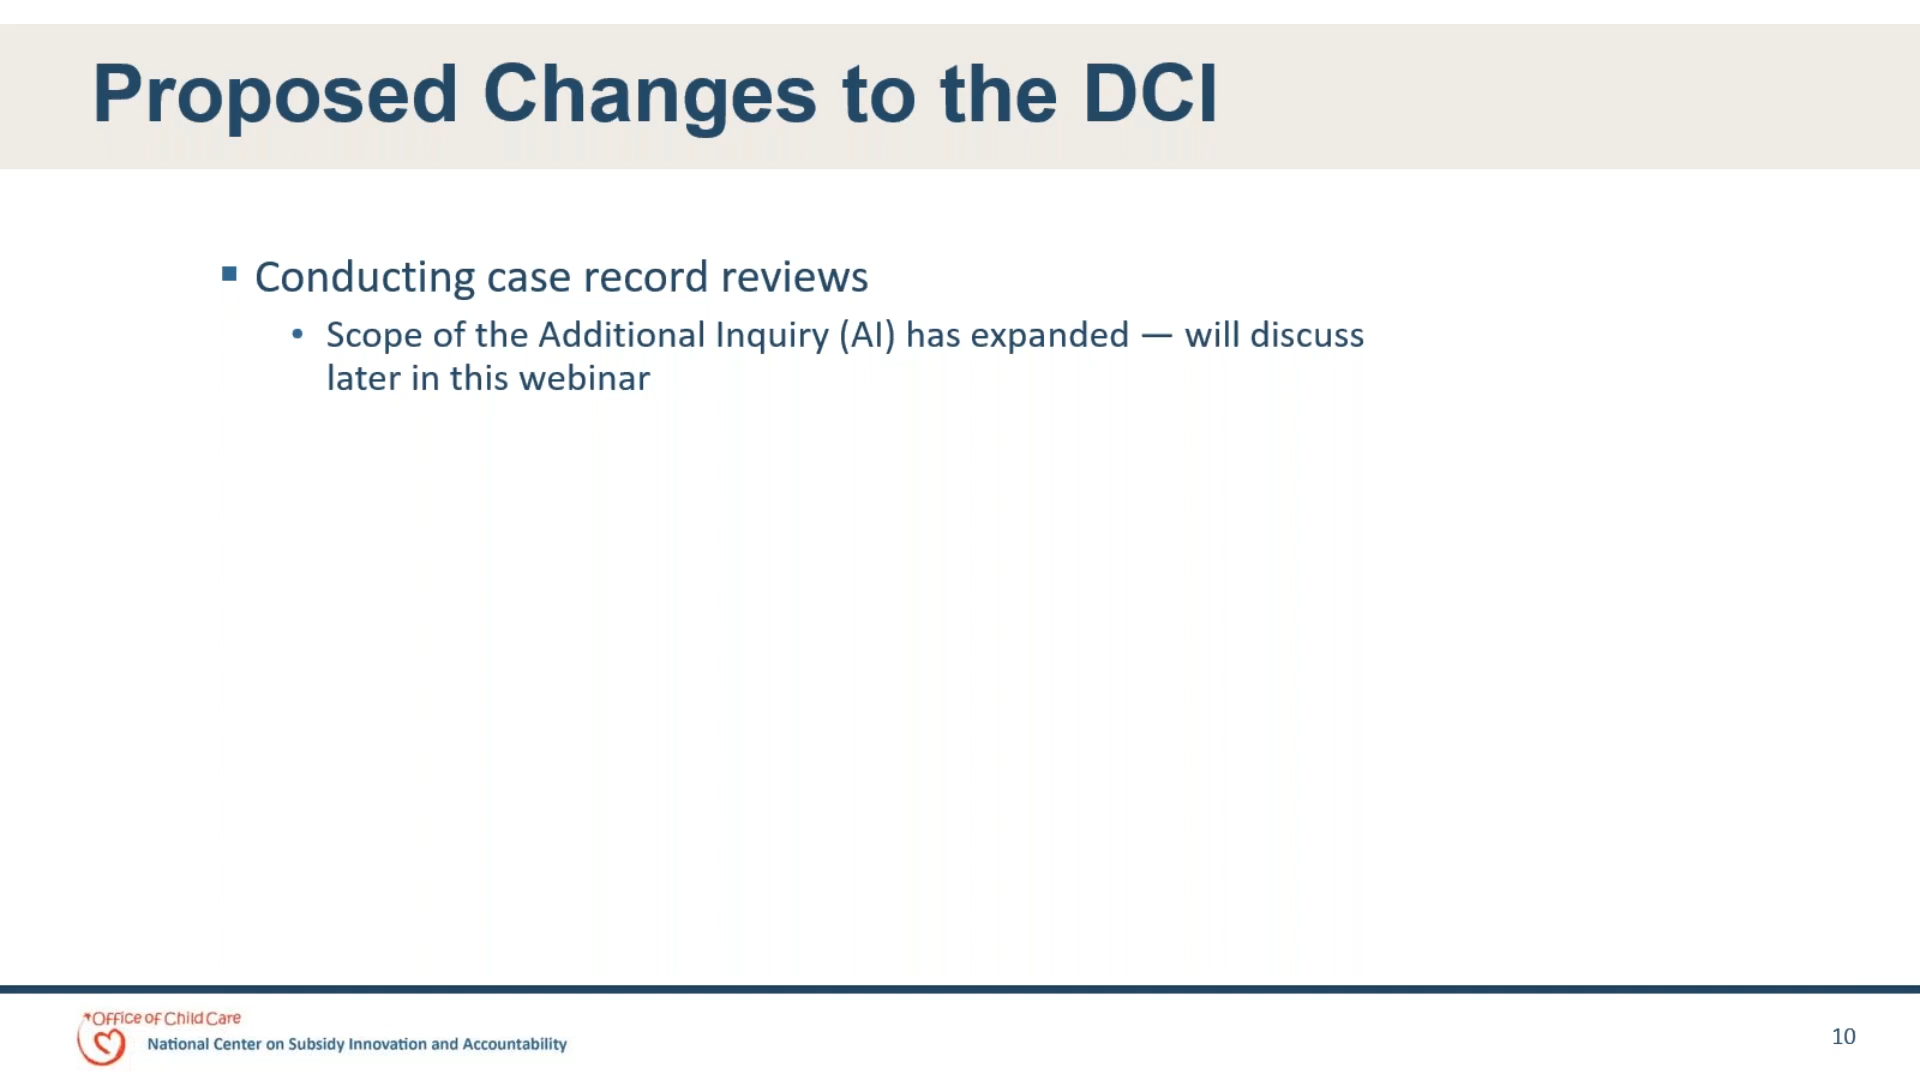 Proposed Changes to the DCI
▪ Conducting case record reviews
• Scope of the Additional Inquiry (AI) has expanded — will discuss
later in this webinar
Office of Child Care
National Center on Subsidy Innovation and Accountability
10